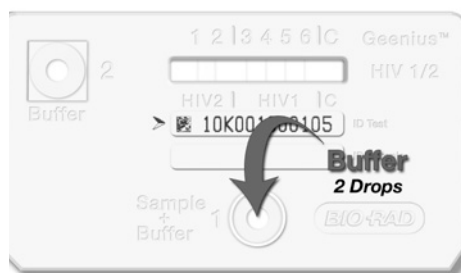 1 2 | 3 4 5 6 | C Geenius™
2 HIV 1/2
Buffer HIV2 | HIV1 | C
> ID Test
Buffer
2 Drops
Sample
+
Buffer
1
BIO-RAD